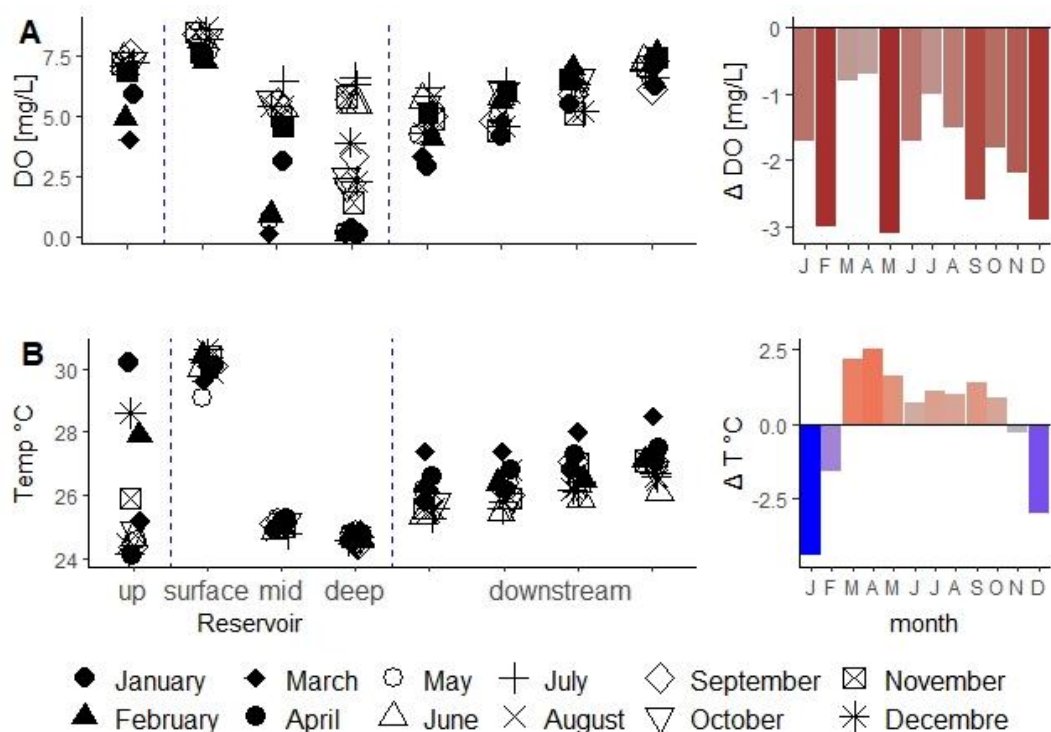 A
DO [mg/L]
7.5
5.0
2.5
0.0
Δ DO [mg/L]
0
-1
-2
-3
J F M A M J J A S O N D
B
Temp °C
30
28
26
24
up surface mid deep downstream
Reservoir
Δ T °C
2.5
0.0
-2.5
J F M A M J J A S O N D
month
January March May July September November
February April June August October Decembre